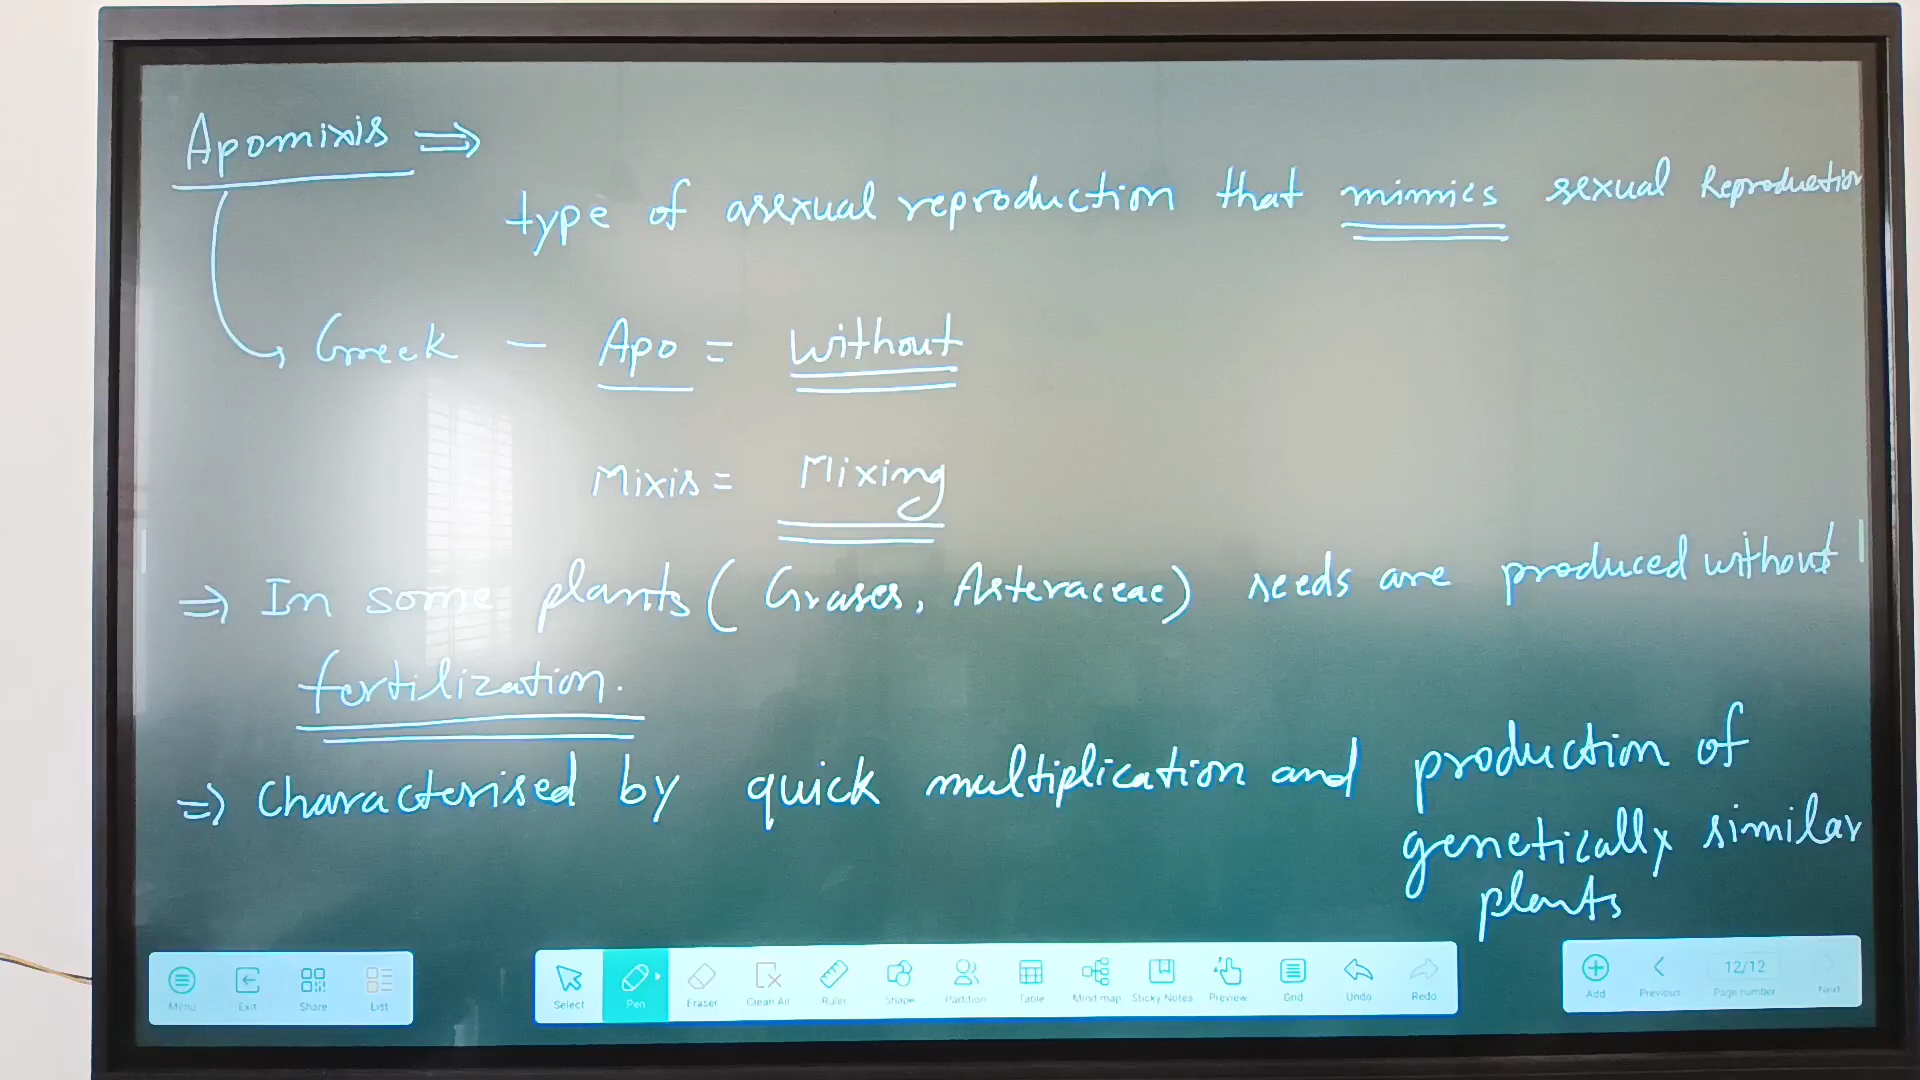 Apomixis ⇒
type of asexual reproduction that mimics sexual Reproduction
Greek - Apo = without
Mixis = Mixing
⇒ In some plants ( Grases, Asteraceae) seeds are produced without
fertilization.
⇒ Characterised by quick multiplication and production of
genetically similar
plants
Menu Exit Share List
Select Pen Eraser Clean All Ruler Shape Partition Table Mind map Sticky Notes Preview Grid Undo Redo
Add Previous 12/12 Page number Next